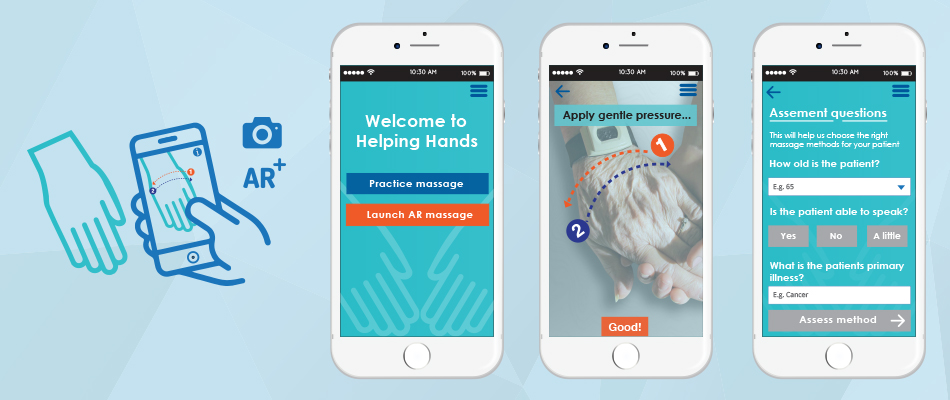 AR+
10:30 AM
100%
Welcome to
Helping Hands
Practice massage
Launch AR massage
10:30 AM
100%
Apply gentle pressure...
1
2
Good!
10:30 AM
100%
Assement questions
This will help us choose the right
massage methods for your patient
How old is the patient?
E.g. 65
Is the patient able to speak?
Yes No A little
What is the patients primary
illness?
E.g. Cancer
Assess method